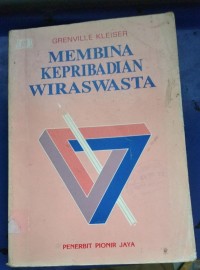 GRENVILLE KLEISER
MEMBINA
KEPRIBADIAN
WIRASWASTA
PENERBIT PIONIR JAYA